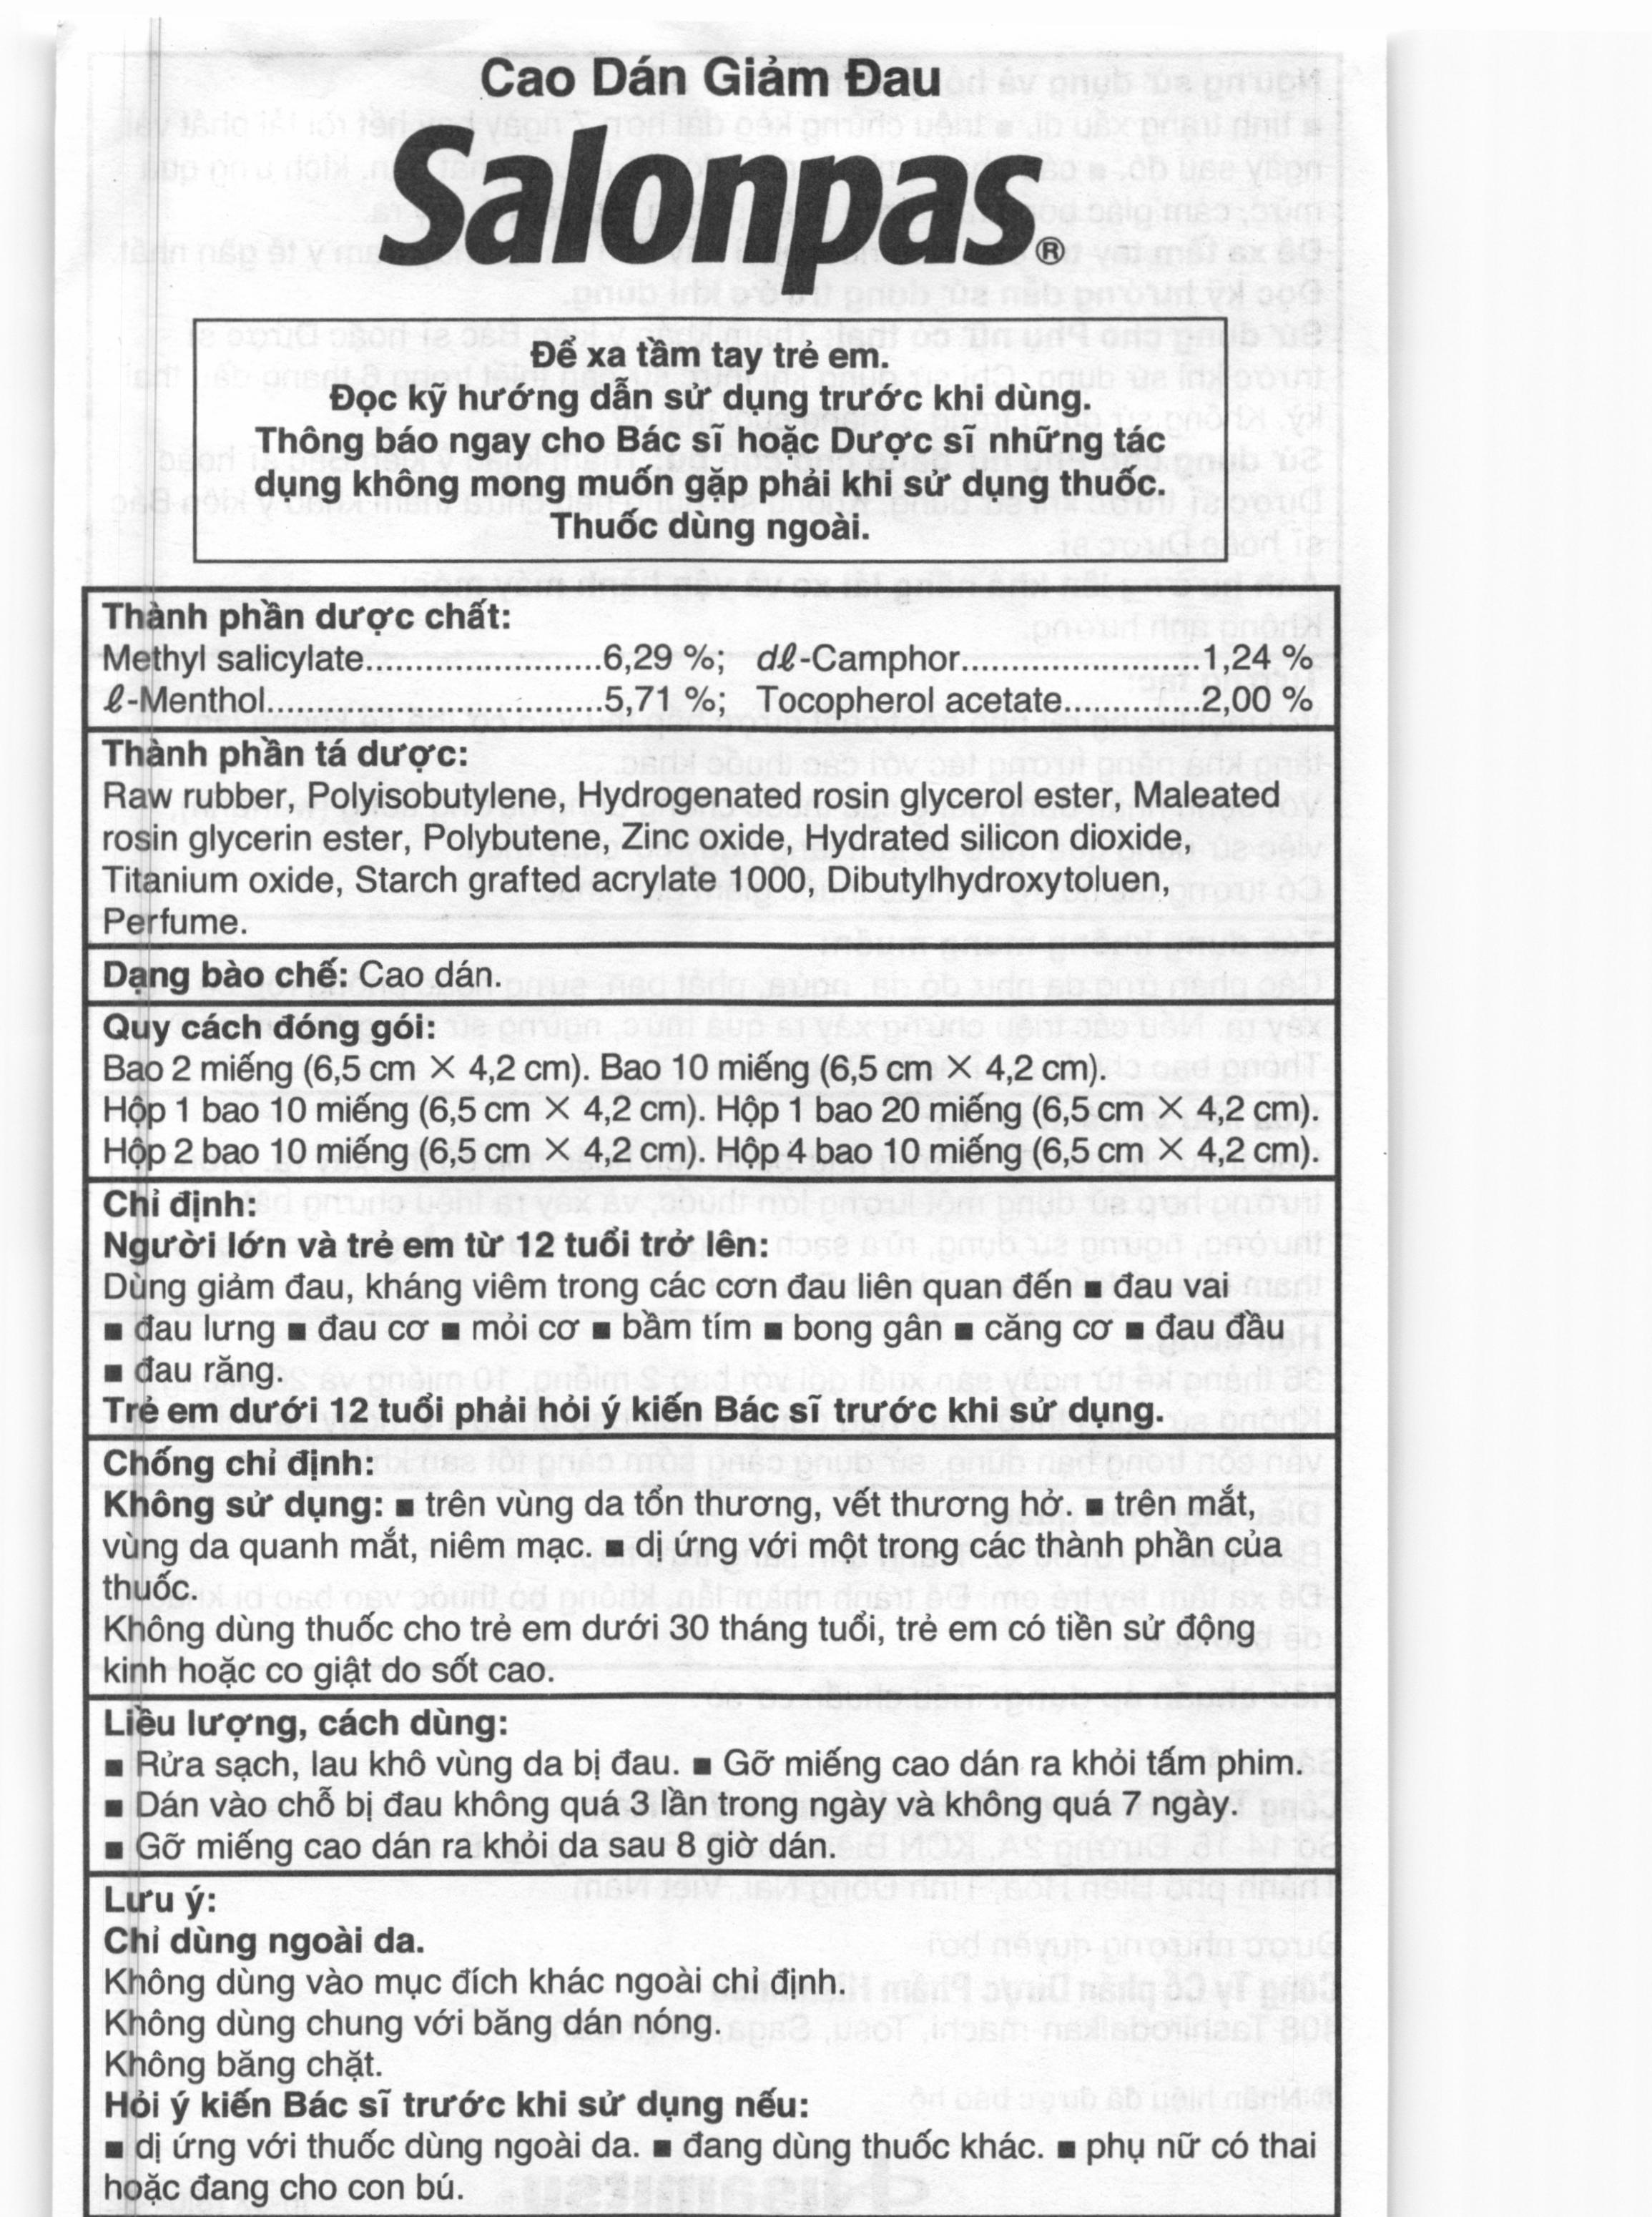 Cao Dán Giảm Đau
Salonpas®
Để xa tầm tay trẻ em.
Đọc kỹ hướng dẫn sử dụng trước khi dùng.
Thông báo ngay cho Bác sĩ hoặc Dược sĩ những tác
dụng không mong muốn gặp phải khi sử dụng thuốc.
Thuốc dùng ngoài.
Thành phần dược chất:
Methyl salicylate......................6,29 %; dℓ-Camphor......................1,24 %
ℓ-Menthol...............................5,71 %; Tocopherol acetate.............2,00 %
Thành phần tá dược:
Raw rubber, Polyisobutylene, Hydrogenated rosin glycerol ester, Maleated
rosin glycerin ester, Polybutene, Zinc oxide, Hydrated silicon dioxide,
Titanium oxide, Starch grafted acrylate 1000, Dibutylhydroxytoluen,
Perfume.
Dạng bào chế: Cao dán.
Quy cách đóng gói:
Bao 2 miếng (6,5 cm × 4,2 cm). Bao 10 miếng (6,5 cm × 4,2 cm).
Hộp 1 bao 10 miếng (6,5 cm × 4,2 cm). Hộp 1 bao 20 miếng (6,5 cm × 4,2 cm).
Hộp 2 bao 10 miếng (6,5 cm × 4,2 cm). Hộp 4 bao 10 miếng (6,5 cm × 4,2 cm).
Chỉ định:
Người lớn và trẻ em từ 12 tuổi trở lên:
Dùng giảm đau, kháng viêm trong các cơn đau liên quan đến ■ đau vai
■ đau lưng ■ đau cơ ■ mỏi cơ ■ bầm tím ■ bong gân ■ căng cơ ■ đau đầu
■ đau răng.
Trẻ em dưới 12 tuổi phải hỏi ý kiến Bác sĩ trước khi sử dụng.
Chống chỉ định:
Không sử dụng: ■ trên vùng da tổn thương, vết thương hở. ■ trên mắt,
vùng da quanh mắt, niêm mạc. ■ dị ứng với một trong các thành phần của
thuốc.
Không dùng thuốc cho trẻ em dưới 30 tháng tuổi, trẻ em có tiền sử động
kinh hoặc co giật do sốt cao.
Liều lượng, cách dùng:
■ Rửa sạch, lau khô vùng da bị đau. ■ Gỡ miếng cao dán ra khỏi tấm phim.
■ Dán vào chỗ bị đau không quá 3 lần trong ngày và không quá 7 ngày.
■ Gỡ miếng cao dán ra khỏi da sau 8 giờ dán.
Lưu ý:
Chỉ dùng ngoài da.
Không dùng vào mục đích khác ngoài chỉ định.
Không dùng chung với băng dán nóng.
Không băng chặt.
Hỏi ý kiến Bác sĩ trước khi sử dụng nếu:
■ dị ứng với thuốc dùng ngoài da. ■ đang dùng thuốc khác. ■ phụ nữ có thai
hoặc đang cho con bú.